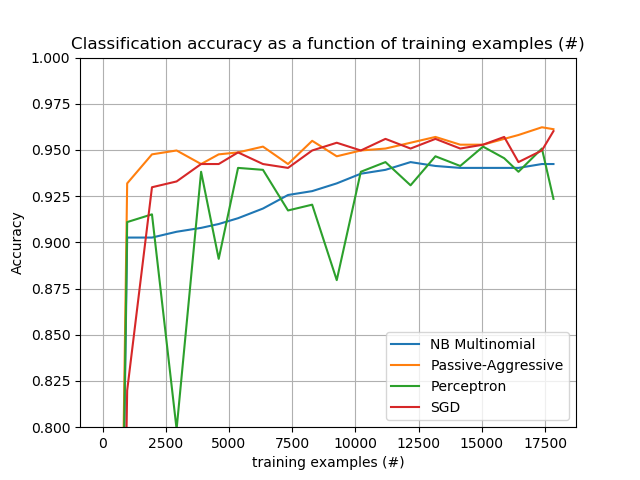 Classification accuracy as a function of training examples (#)
1.000
0.975
0.950
0.925
0.900
0.875
0.850
0.825
0.800
Accuracy
NB Multinomial
Passive-Aggressive
Perceptron
SGD
0 2500 5000 7500 10000 12500 15000 17500
training examples (#)